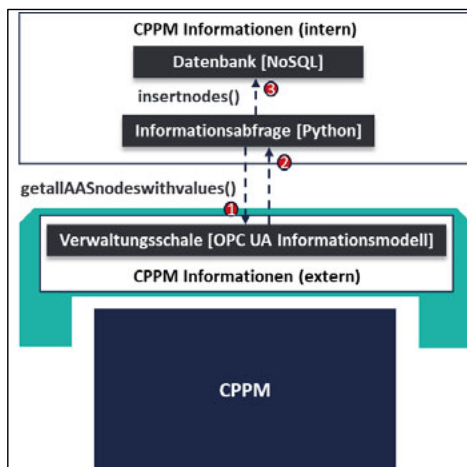 CPPM Informationen (intern)
Datenbank [NoSQL]
3
insertnodes()
Informationsabfrage [Python]
2
getallAASnodeswithvalues()
1
Verwaltungsschale [OPC UA Informationsmodell]
CPPM Informationen (extern)
CPPM